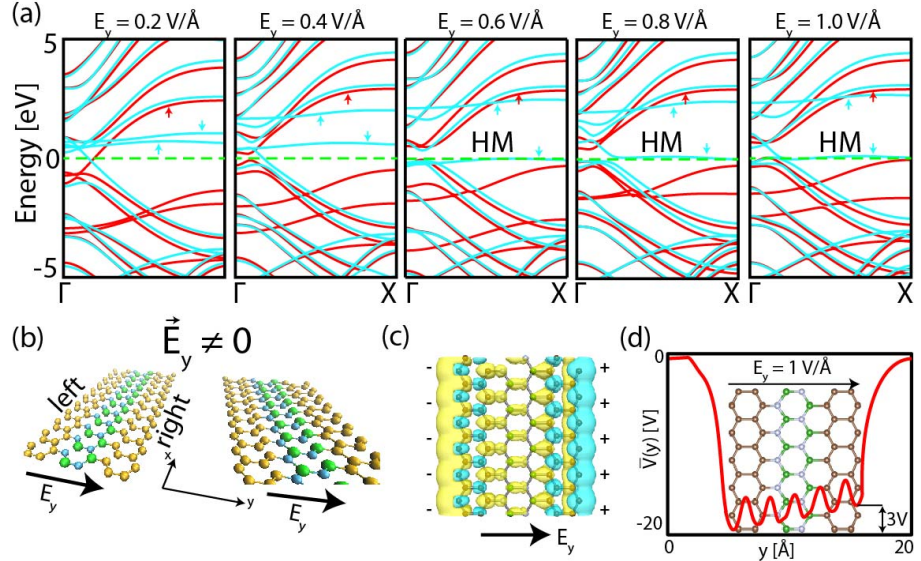 (a) E_y = 0.2 V/Å E_y = 0.4 V/Å E_y = 0.6 V/Å E_y = 0.8 V/Å E_y = 1.0 V/Å
5
Energy [eV]
0
HM HM HM
-5
Γ Γ Γ Γ Γ X
(b) E⃗_y ≠ 0
left
right
x
y
E_y
E_y
(c)
- +
- +
- +
- +
- +
E_y
(d)
0
E_y = 1 V/Å
V̅(y) [V]
3V
-20
0 y [Å] 20